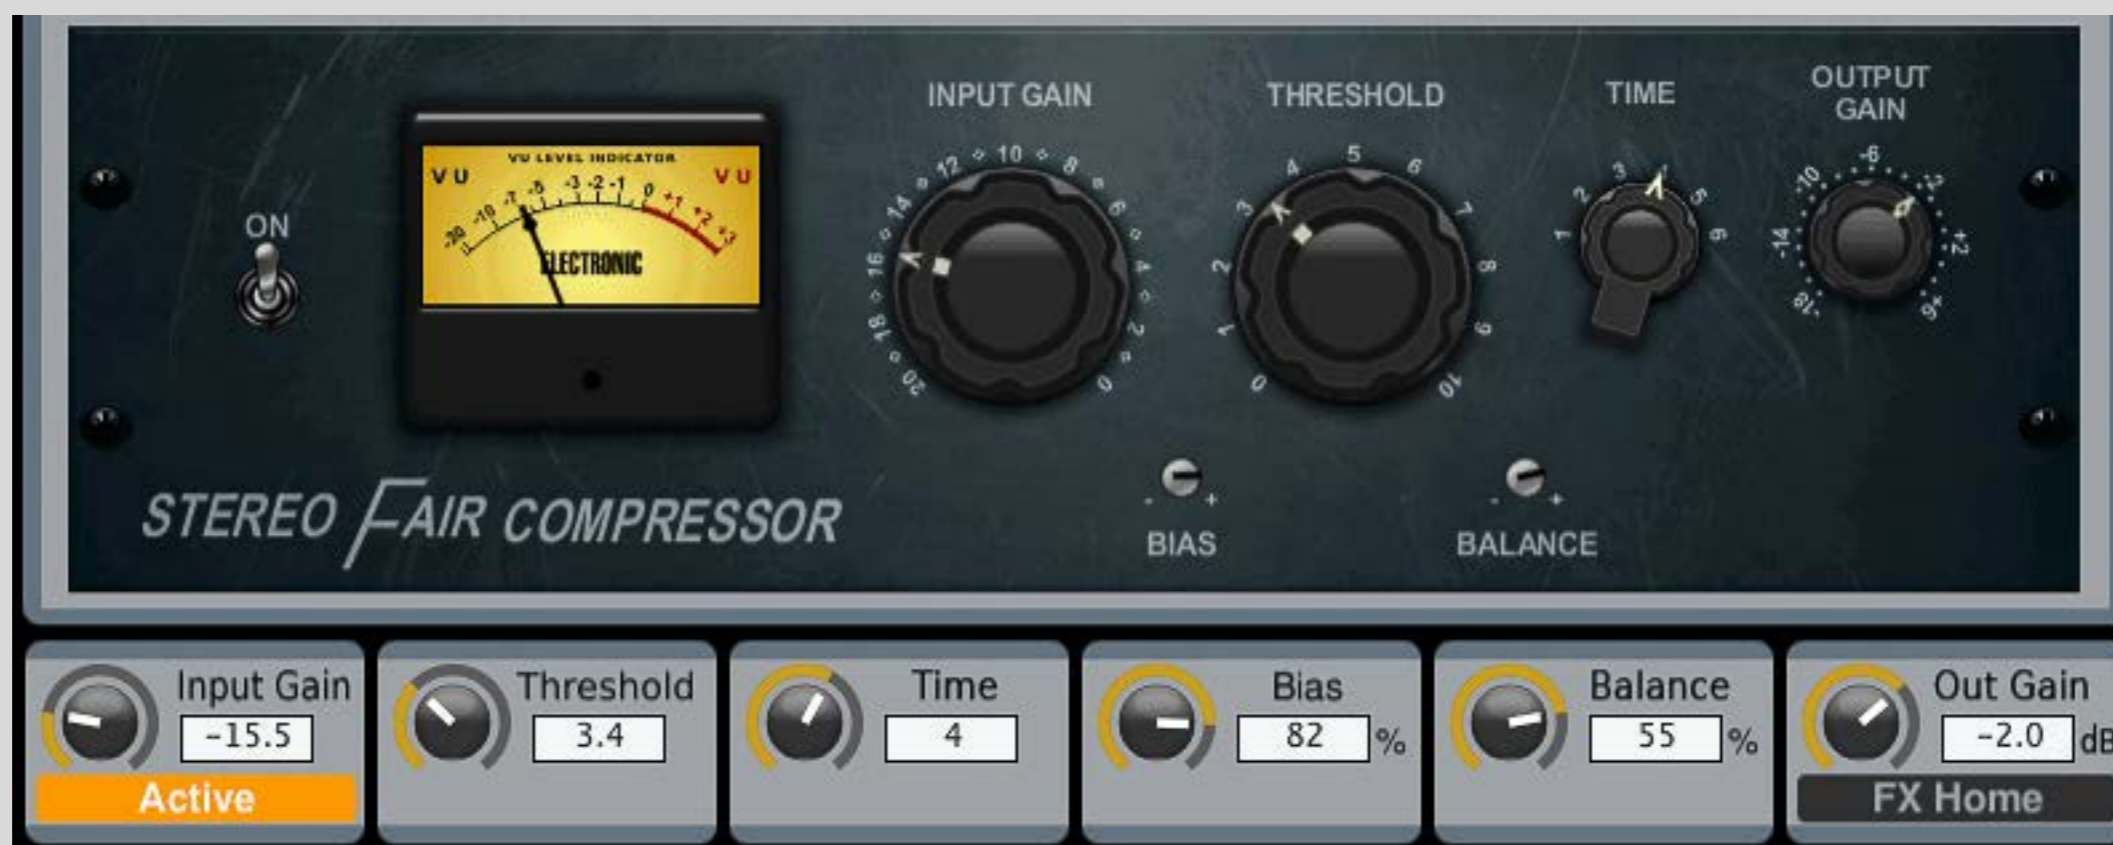 INPUT GAIN
THRESHOLD
TIME
OUTPUT
GAIN
ON
VU LEVEL INDICATOR
VU
VU
-20 -10 -7 -5 -3 -2 -1 0 +1 +2 +3
ELECTRONIC
20 18 16 14 12 10 8 6 4 2 0
0 1 2 3 4 5 6 7 8 9 10
1 2 3 4 5 6
-18 -14 -10 -6 -2 +2 +6
- +
BIAS
- +
BALANCE
STEREO FAIR COMPRESSOR
Input Gain
-15.5
Active
Threshold
3.4
Time
4
Bias
82 %
Balance
55 %
Out Gain
-2.0 dB
FX Home